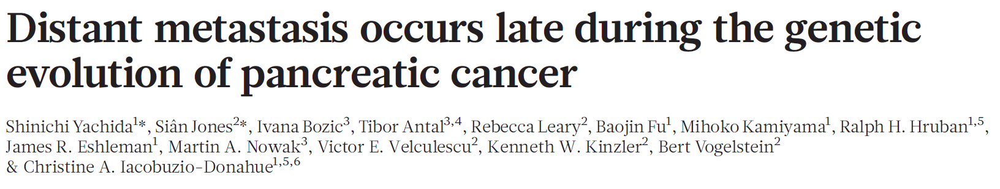 Distant metastasis occurs late during the genetic
evolution of pancreatic cancer
Shinichi Yachida1*, Siân Jones2*, Ivana Bozic3, Tibor Antal3,4, Rebecca Leary2, Baojin Fu1, Mihoko Kamiyama1, Ralph H. Hruban1,5,
James R. Eshleman1, Martin A. Nowak3, Victor E. Velculescu2, Kenneth W. Kinzler2, Bert Vogelstein2
& Christine A. Iacobuzio-Donahue1,5,6